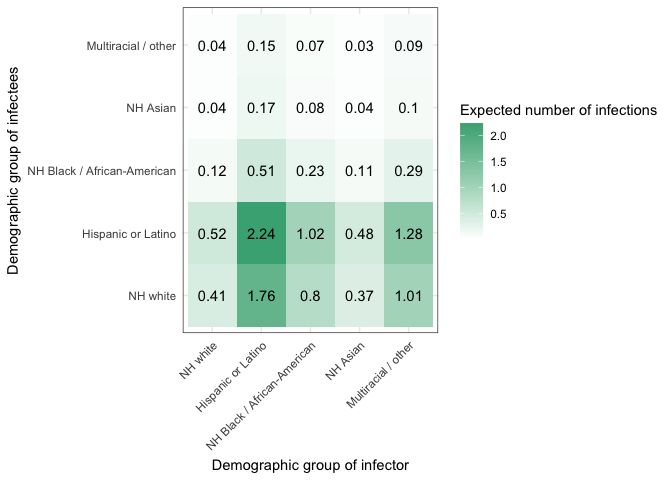 Demographic group of infectees
Multiracial / other 0.04 0.15 0.07 0.03 0.09
NH Asian 0.04 0.17 0.08 0.04 0.1
NH Black / African-American 0.12 0.51 0.23 0.11 0.29
Hispanic or Latino 0.52 2.24 1.02 0.48 1.28
NH white 0.41 1.76 0.8 0.37 1.01
NH white
Hispanic or Latino
NH Black / African-American
NH Asian
Multiracial / other
Demographic group of infector
Expected number of infections
2.0
1.5
1.0
0.5